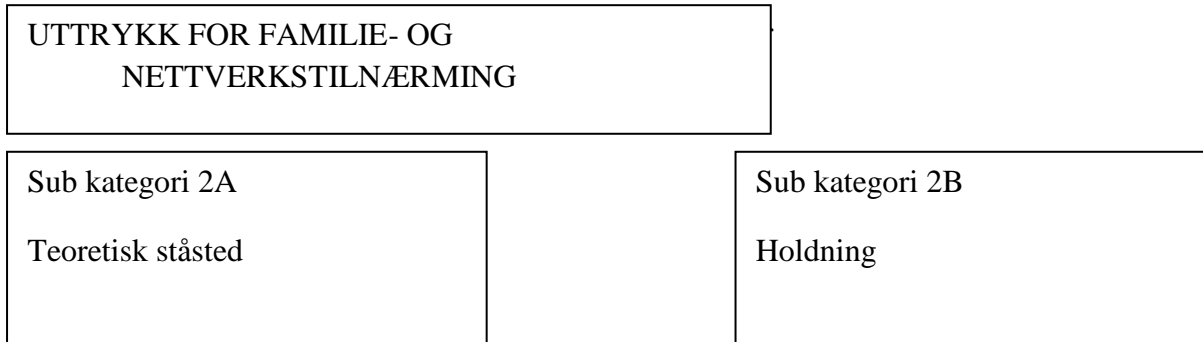 UTTRYKK FOR FAMILIE- OG
NETTVERKSTILNÆRMING
Sub kategori 2A
Teoretisk ståsted
Sub kategori 2B
Holdning